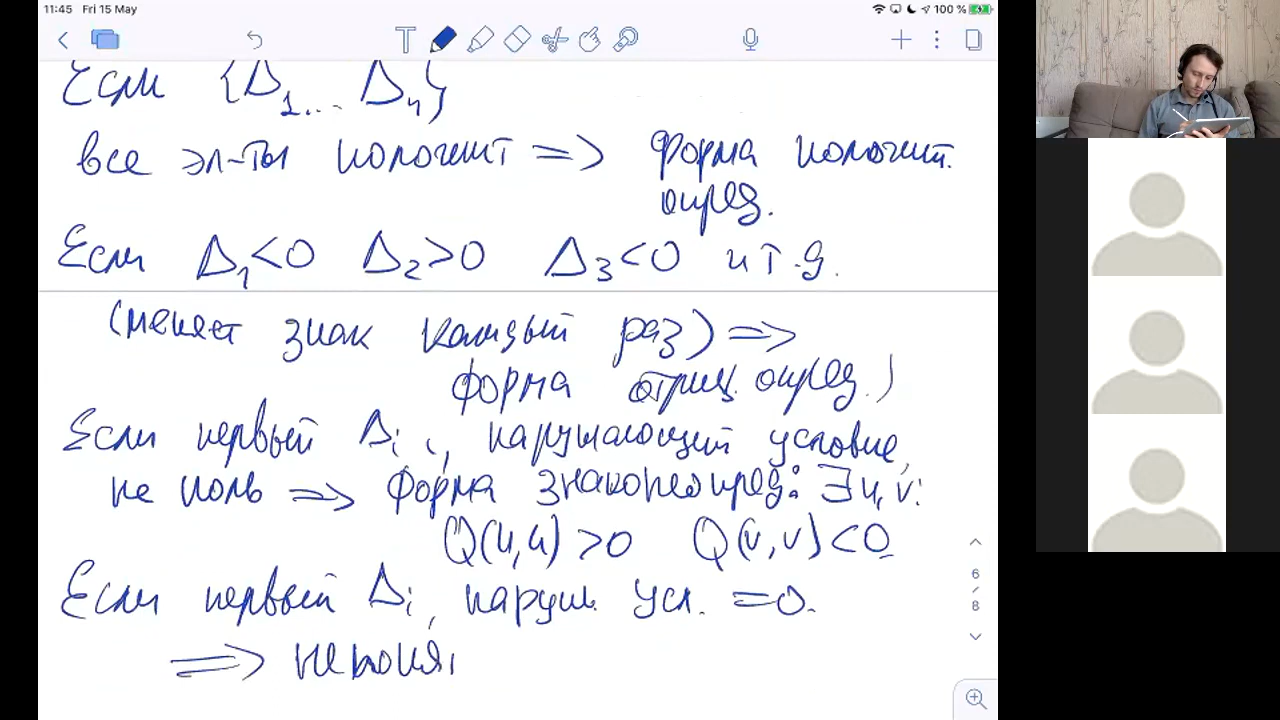 11:45 Fri 15 May
100 %
Если {Δ1... Δn}
все эл-ты положит => форма положит.
опред.
Если Δ1<0 Δ2>0 Δ3<0 и т.д.
(меняет знак каждый раз) =>
форма отриц. опред.)
Если первый Δi, нарушающий условие,
не ноль => форма знаконеопред: ∃u,v:
Q(u,u)>0 Q(v,v)<0
Если первый Δi, наруш. усл. =0.
=> непоня
6
/
8